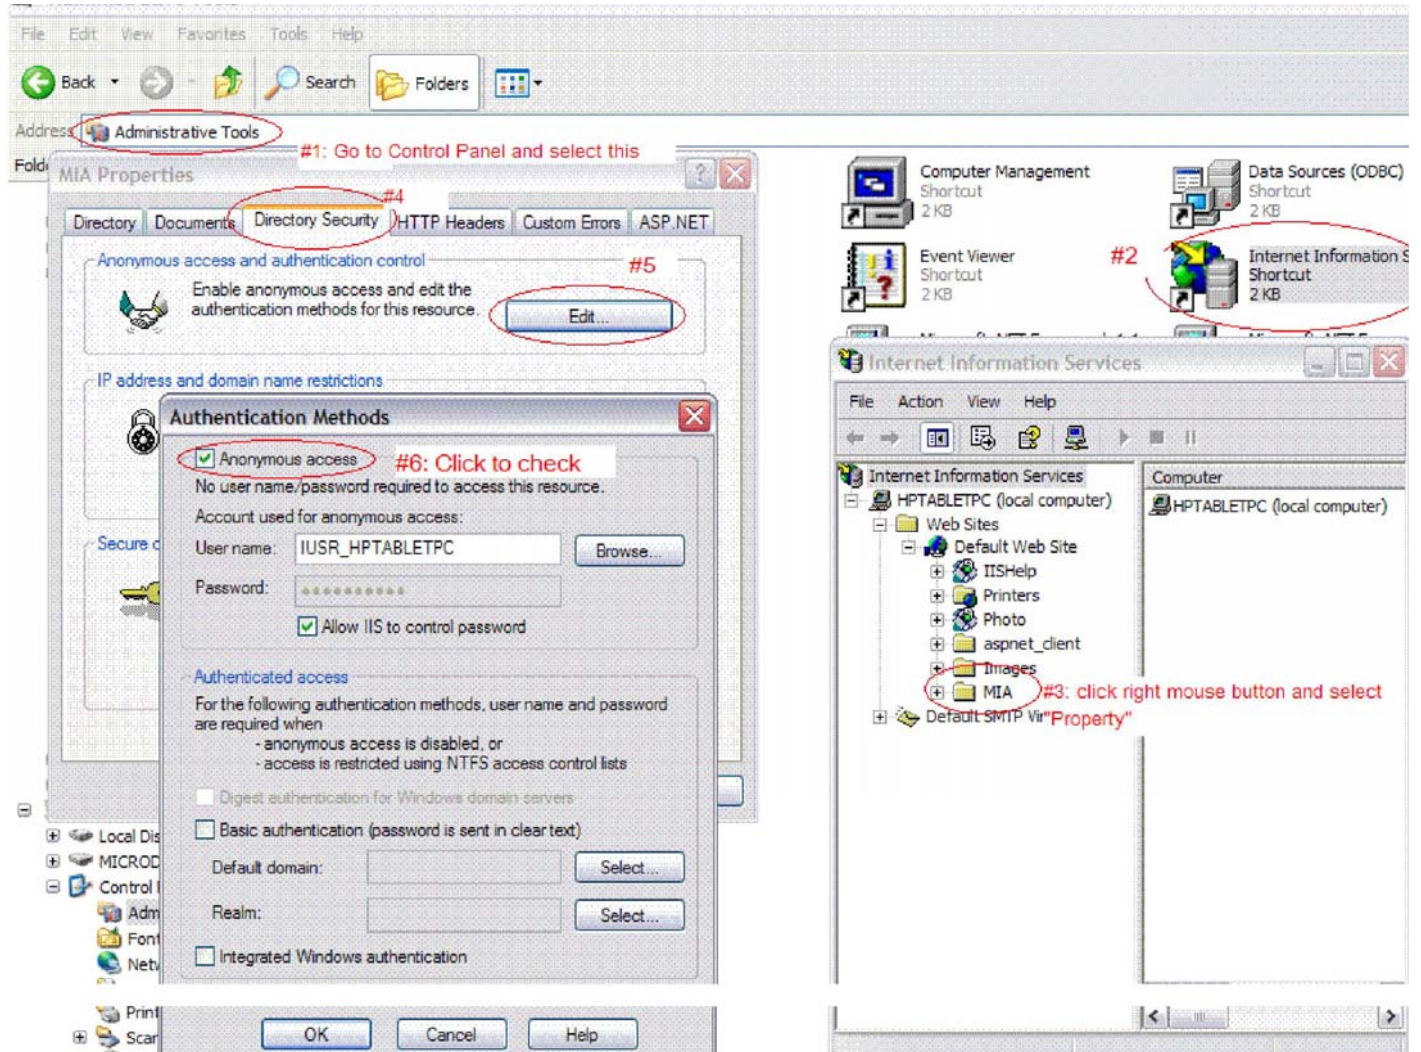 File Edit View Favorites Tools Help
Back Search Folders
Address Administrative Tools
#1: Go to Control Panel and select this
MIA Properties
#4
Directory Documents Directory Security HTTP Headers Custom Errors ASP.NET
Anonymous access and authentication control
#5
Enable anonymous access and edit the
authentication methods for this resource.
Edit...
IP address and domain name restrictions
Authentication Methods
Anonymous access
#6: Click to check
No user name/password required to access this resource.
Account used for anonymous access:
User name: IUSR_HPTABLETPC Browse...
Password:
Allow IIS to control password
Secure
Authenticated access
For the following authentication methods, user name and password
are required when
- anonymous access is disabled, or
- access is restricted using NTFS access control lists
Digest authentication for Windows domain servers
Basic authentication (password is sent in clear text)
Default domain: Select...
Realm: Select...
Integrated Windows authentication
OK Cancel Help
Local Dis
MICROD
Control
Adm
Font
Netw
Print
Scar
Computer Management
Shortcut
2 KB
Data Sources (ODBC)
Shortcut
2 KB
Event Viewer
Shortcut
2 KB
#2
Internet Information S
Shortcut
2 KB
Internet Information Services
File Action View Help
Internet Information Services
HPTABLETPC (local computer)
Web Sites
Default Web Site
IISHelp
Printers
Photo
aspnet_client
Images
MIA
#3: click right mouse button and select
Default SMTP Vir
"Property"
Computer
HPTABLETPC (local computer)